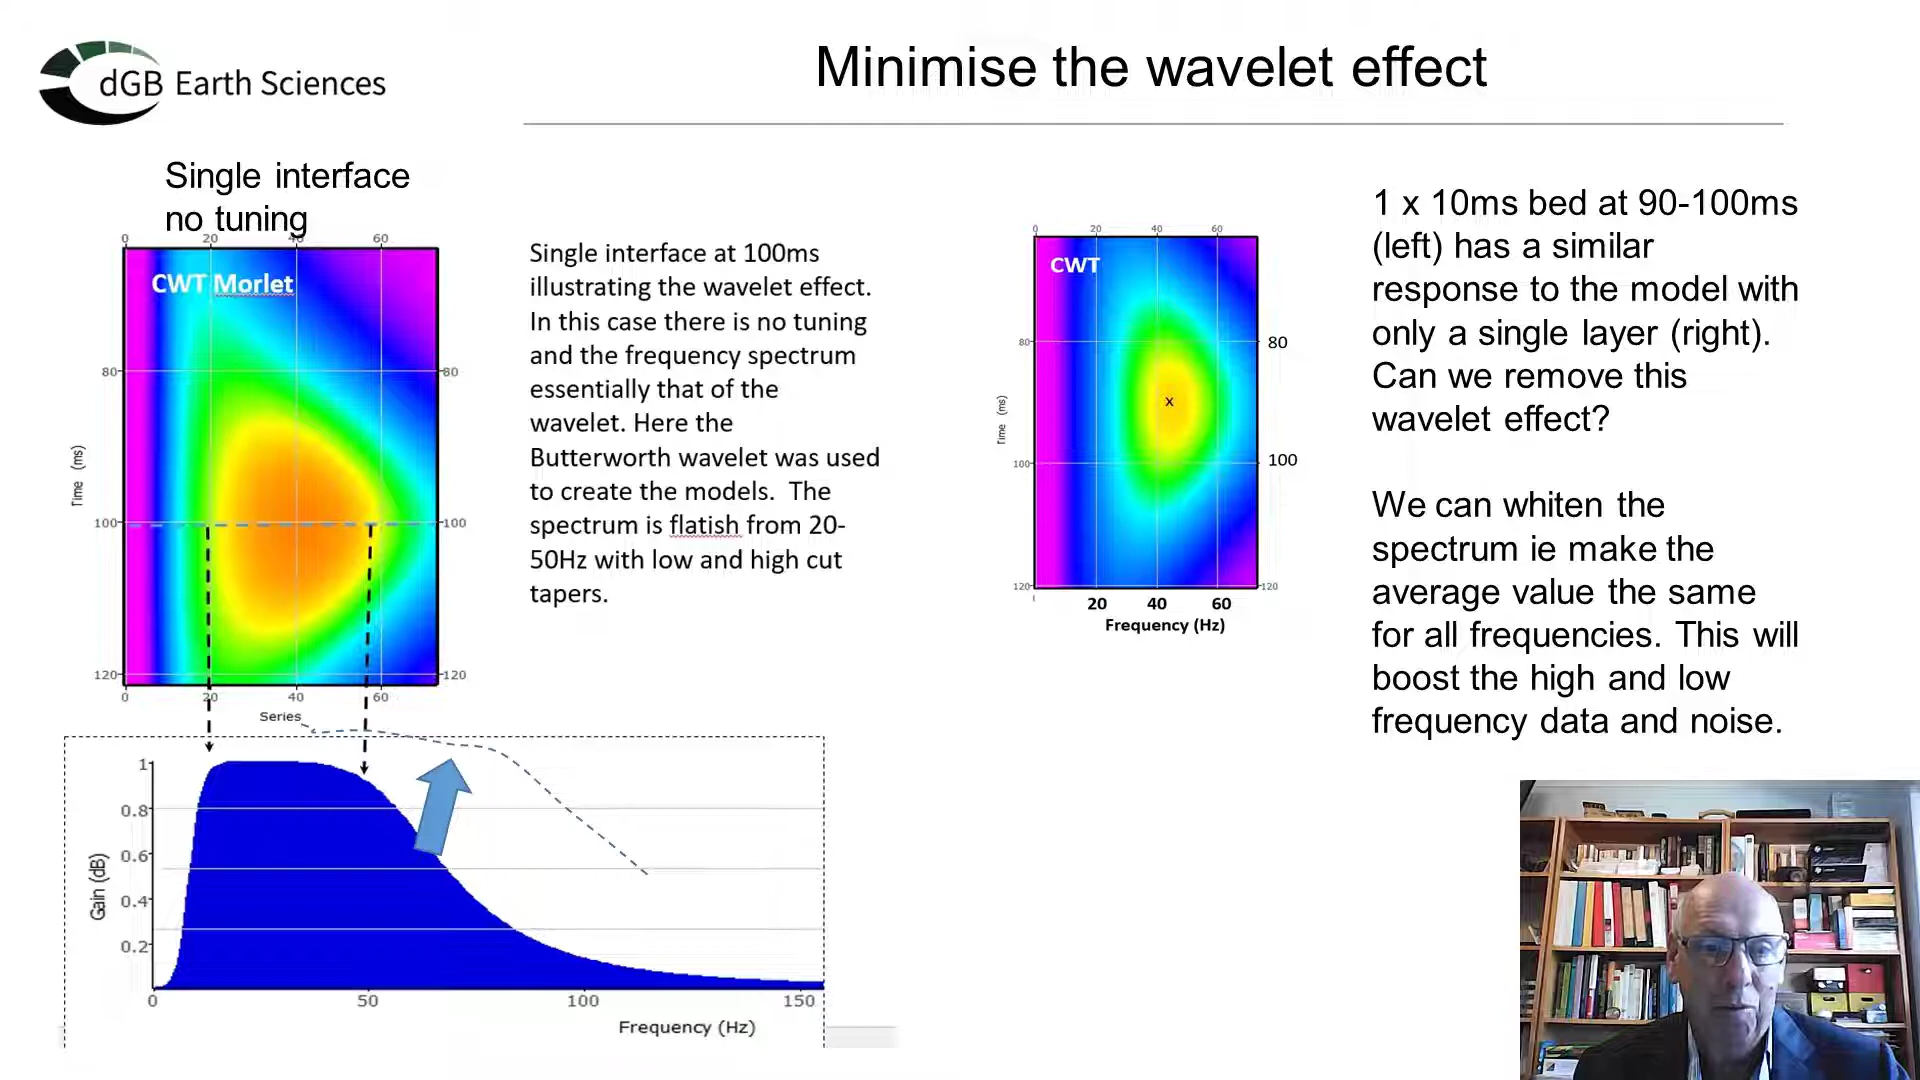 dGB Earth Sciences
Minimise the wavelet effect
Single interface
no tuning
0 20 40 60
CWT Morlet
80 80
Time (ms)
100 100
120 120
0 20 40 60
Series
Single interface at 100ms
illustrating the wavelet effect.
In this case there is no tuning
and the frequency spectrum
essentially that of the
wavelet. Here the
Butterworth wavelet was used
to create the models. The
spectrum is flatish from 20-
50Hz with low and high cut
tapers.
0 20 40 60
CWT
80 80
x
Time (ms)
100 100
120 120
20 40 60
Frequency (Hz)
1 x 10ms bed at 90-100ms
(left) has a similar
response to the model with
only a single layer (right).
Can we remove this
wavelet effect?
We can whiten the
spectrum ie make the
average value the same
for all frequencies. This will
boost the high and low
frequency data and noise.
1
0.8
0.6
0.4
0.2
Gain (dB)
0 50 100 150
Frequency (Hz)